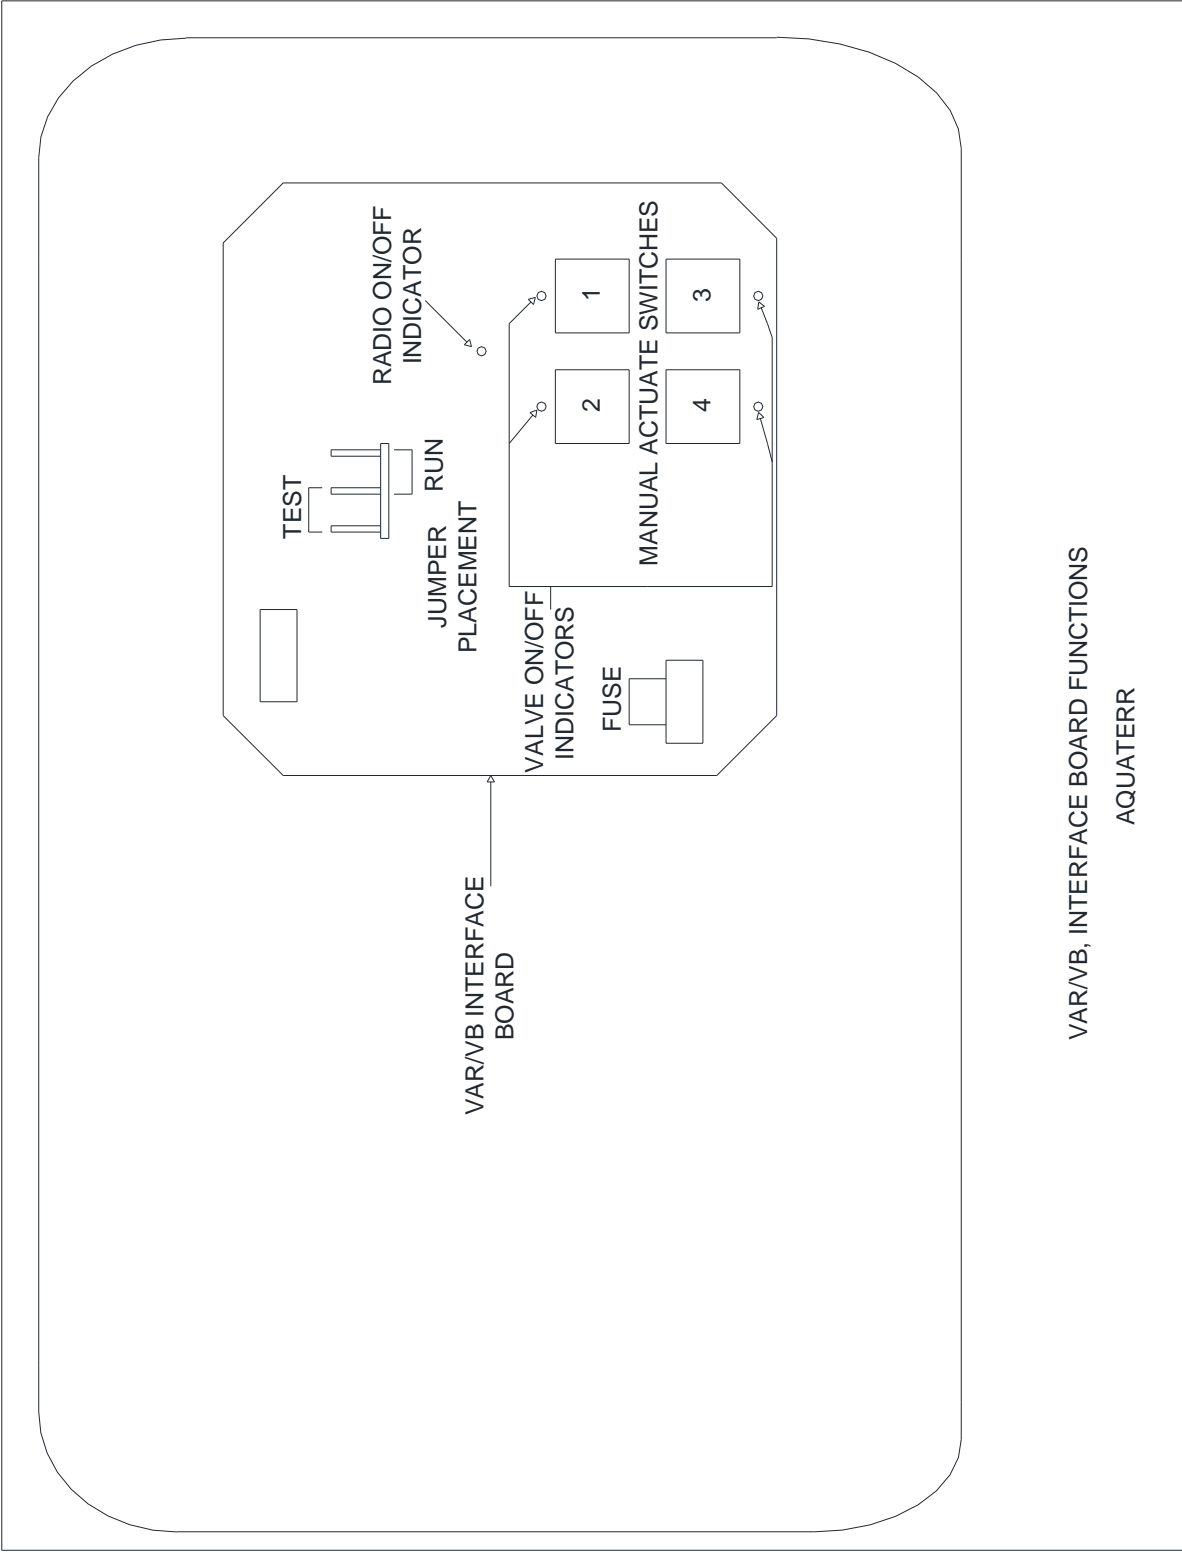 TEST
RADIO ON/OFF
INDICATOR
RUN
JUMPER
PLACEMENT
VAR/VB INTERFACE
BOARD
VALVE ON/OFF
INDICATORS
FUSE
2 1
MANUAL ACTUATE SWITCHES
4 3
VAR/VB, INTERFACE BOARD FUNCTIONS
AQUATERR